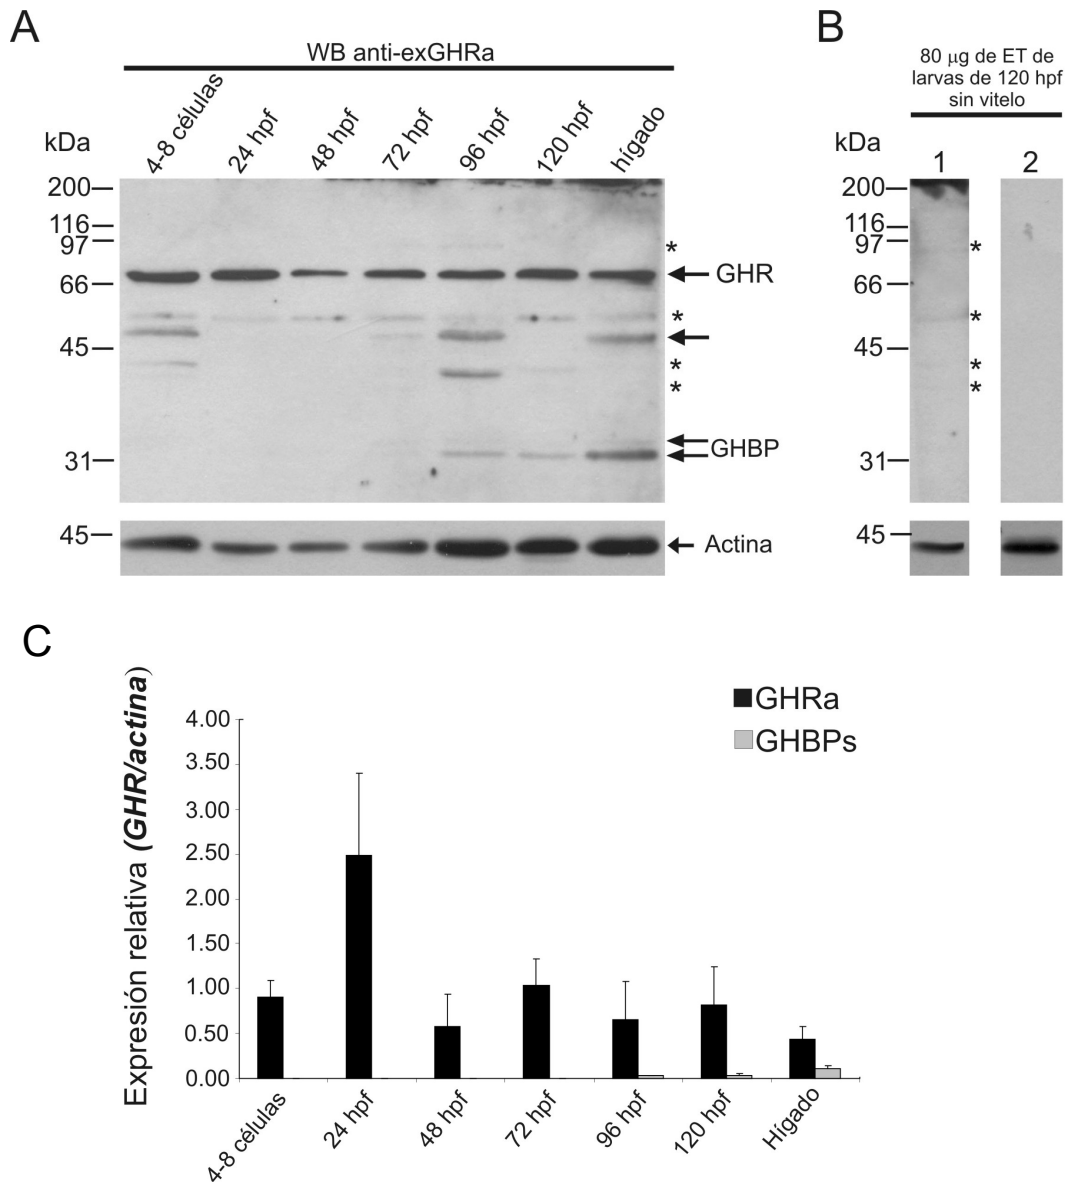 A
WB anti-exGHRa
4-8 células
24 hpf
48 hpf
72 hpf
96 hpf
120 hpf
hígado
kDa
200
116
97
66
45
31
*
GHR
*
*
*
GHBP
45
Actina
B
80 µg de ET de
larvas de 120 hpf
sin vitelo
kDa
1
2
200
116
97
66
45
31
*
*
*
*
45
C
Expresión relativa (GHR/actina)
GHRa
GHBPs
4.00
3.50
3.00
2.50
2.00
1.50
1.00
0.50
0.00
4-8 células
24 hpf
48 hpf
72 hpf
96 hpf
120 hpf
Hígado